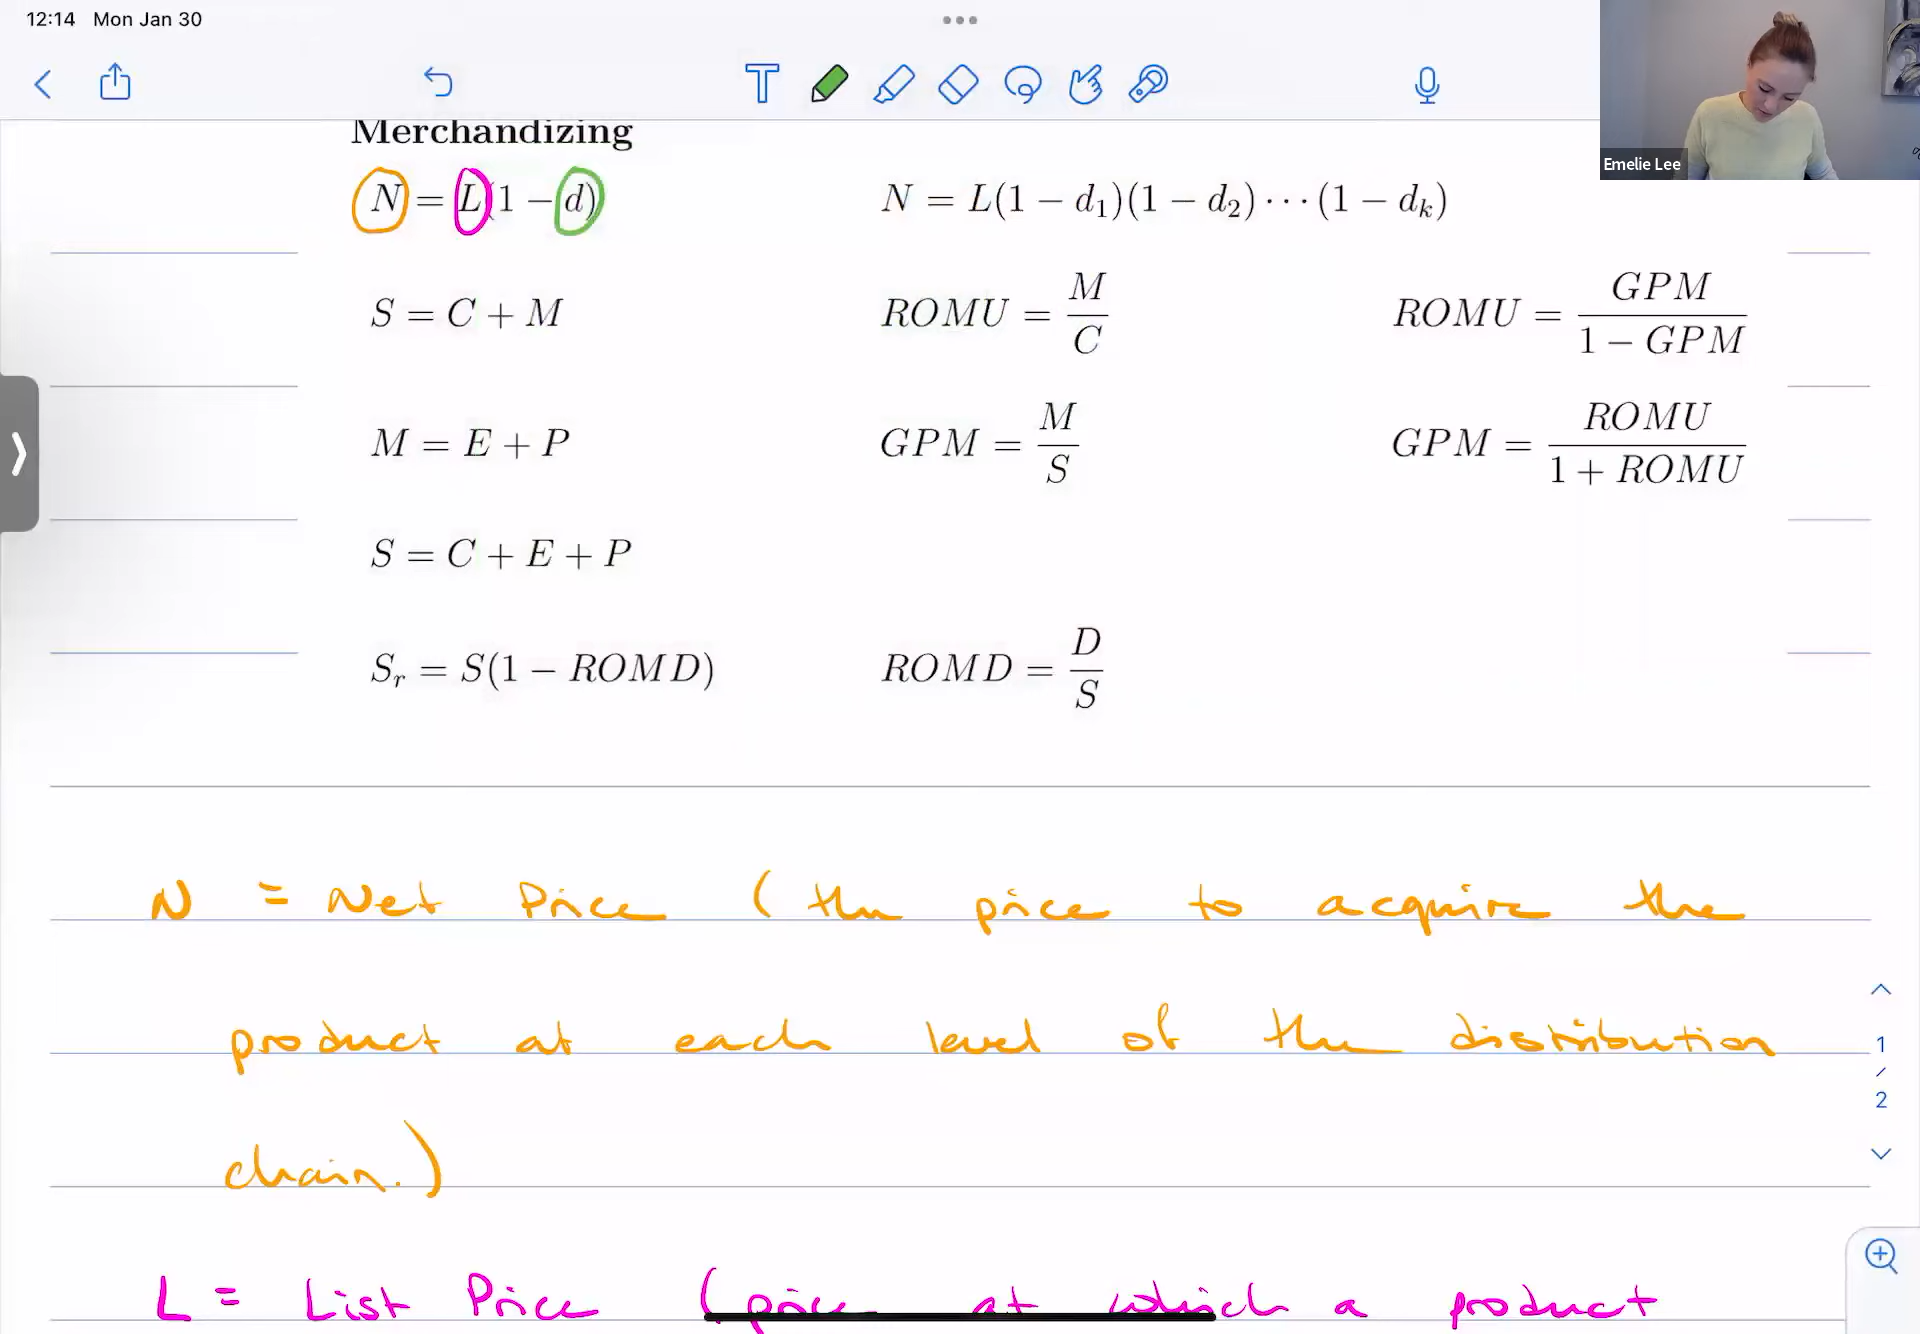 12:14 Mon Jan 30
Emelie Lee
Merchandizing
N = L(1 − d) N = L(1 − d₁)(1 − d₂) ⋯ (1 − dₖ)
S = C + M ROMU = M/C ROMU = GPM/(1 − GPM)
M = E + P GPM = M/S GPM = ROMU/(1 + ROMU)
S = C + E + P
Sᵣ = S(1 − ROMD) ROMD = D/S
N = Net Price (the price to acquire the
product at each level of the distribution
chain.)
L = List Price (price at which a product
1
/
2